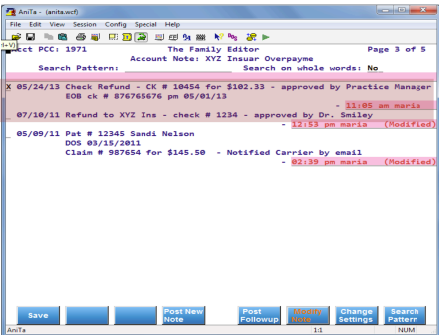 AniTa - (anita.wcf)
File Edit View Session Config Special Help
Acct PCC: 1971 The Family Editor Page 3 of 5
Account Note: XYZ Insuar Overpayme
Search Pattern: Search on whole words: No
X 05/24/13 Check Refund - CK # 10454 for $102.33 - approved by Practice Manager
EOB ck # 876765676 pm 05/01/13
- 11:05 am maria
_ 07/10/11 Refund to XYZ Ins - check # 1234 - approved by Dr. Smiley
- 12:53 pm maria (Modified)
_ 05/09/11 Pat # 12345 Sandi Nelson
DOS 03/15/2011
Claim # 987654 for $145.50 - Notified Carrier by email
- 02:39 pm maria (Modified)
Save Post New Note Post Followup Modify Note Change Settings Search Pattern
AniTa 1:1 NUM